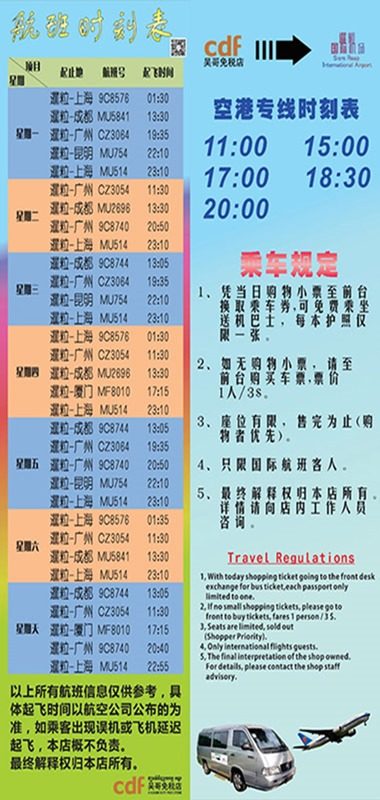 航班时刻表
项目
星期
起止地 航班号 起飞时间
星期一
暹粒-上海 9C8576 01:30
暹粒-成都 MU5841 13:30
暹粒-广州 CZ3064 19:35
暹粒-昆明 MU754 22:10
暹粒-上海 MU514 23:10
星期二
暹粒-广州 CZ3054 11:30
暹粒-成都 MU2696 13:30
暹粒-广州 9C8740 20:50
暹粒-上海 MU514 23:10
星期三
暹粒-成都 9C8744 13:05
暹粒-广州 CZ3064 19:35
暹粒-昆明 MU754 22:10
暹粒-上海 MU514 23:10
星期四
暹粒-上海 9C8576 01:30
暹粒-广州 CZ3054 11:30
暹粒-成都 MU2696 13:30
暹粒-厦门 MF8010 17:15
暹粒-上海 MU514 23:10
星期五
暹粒-成都 9C8744 13:05
暹粒-广州 CZ3064 19:35
暹粒-广州 9C8740 20:50
暹粒-昆明 MU754 22:10
暹粒-上海 MU514 23:10
星期六
暹粒-上海 9C8576 01:35
暹粒-广州 CZ3054 11:30
暹粒-成都 MU5841 13:30
暹粒-上海 MU514 23:10
星期天
暹粒-成都 9C8744 13:05
暹粒-广州 CZ3054 11:30
暹粒-厦门 MF8010 17:15
暹粒-广州 9C8740 20:40
暹粒-上海 MU514 22:55
以上所有航班信息仅供参考，具
体起飞时间以航空公司公布的为
准，如乘客出现误机或飞机延迟
起飞，本店概不负责。
最终解释权归本店所有。
cdf 吴哥免税店
cdf
吴哥免税店
Siem Reap
International Airport
空港专线时刻表
11:00 15:00
17:00 18:30
20:00
乘车规定
1、凭当日购物小票至前台
换取乘车券,可免费乘坐
送机巴士，每本护照仅
限一张。
2、如无购物小票，请至
前台购买车票,票价
1人/3$.
3、座位有限，售完为止(购
物者优先)。
4、只限国际航班客人。
5、最终解释权归本店所有。
详情请向店内工作人员
咨询。
Travel Regulations
1, With today shopping ticket going to the front desk
exchange for bus ticket,each passport only
limited to one.
2, If no small shopping tickets, please go to
front to buy tickets, fares 1 person / 3 $.
3, Seats are limited, sold out
(Shopper Priority).
4, Only international flights guests.
5, The final interpretation of the shop owned.
For details, please contact the shop staff
advisory.